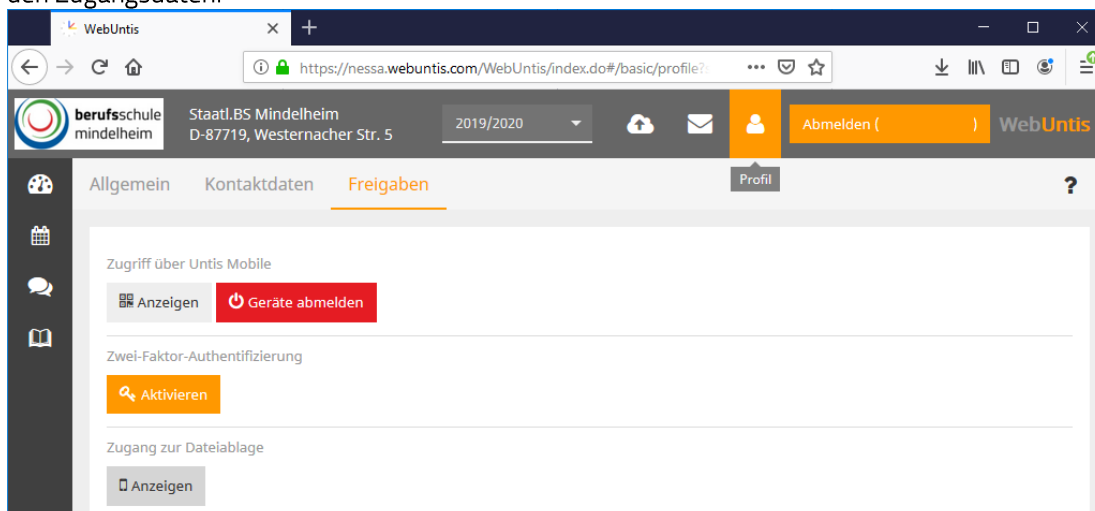 den Zugangsdaten.
WebUntis
https://nessa.webuntis.com/WebUntis/index.do#/basic/profile?
berufsschule
mindelheim
Staatl.BS Mindelheim
D-87719, Westernacher Str. 5
2019/2020
Abmelden ( )
WebUntis
Allgemein Kontaktdaten Freigaben
Profil
?
Zugriff über Untis Mobile
Anzeigen Geräte abmelden
Zwei-Faktor-Authentifizierung
Aktivieren
Zugang zur Dateiablage
Anzeigen